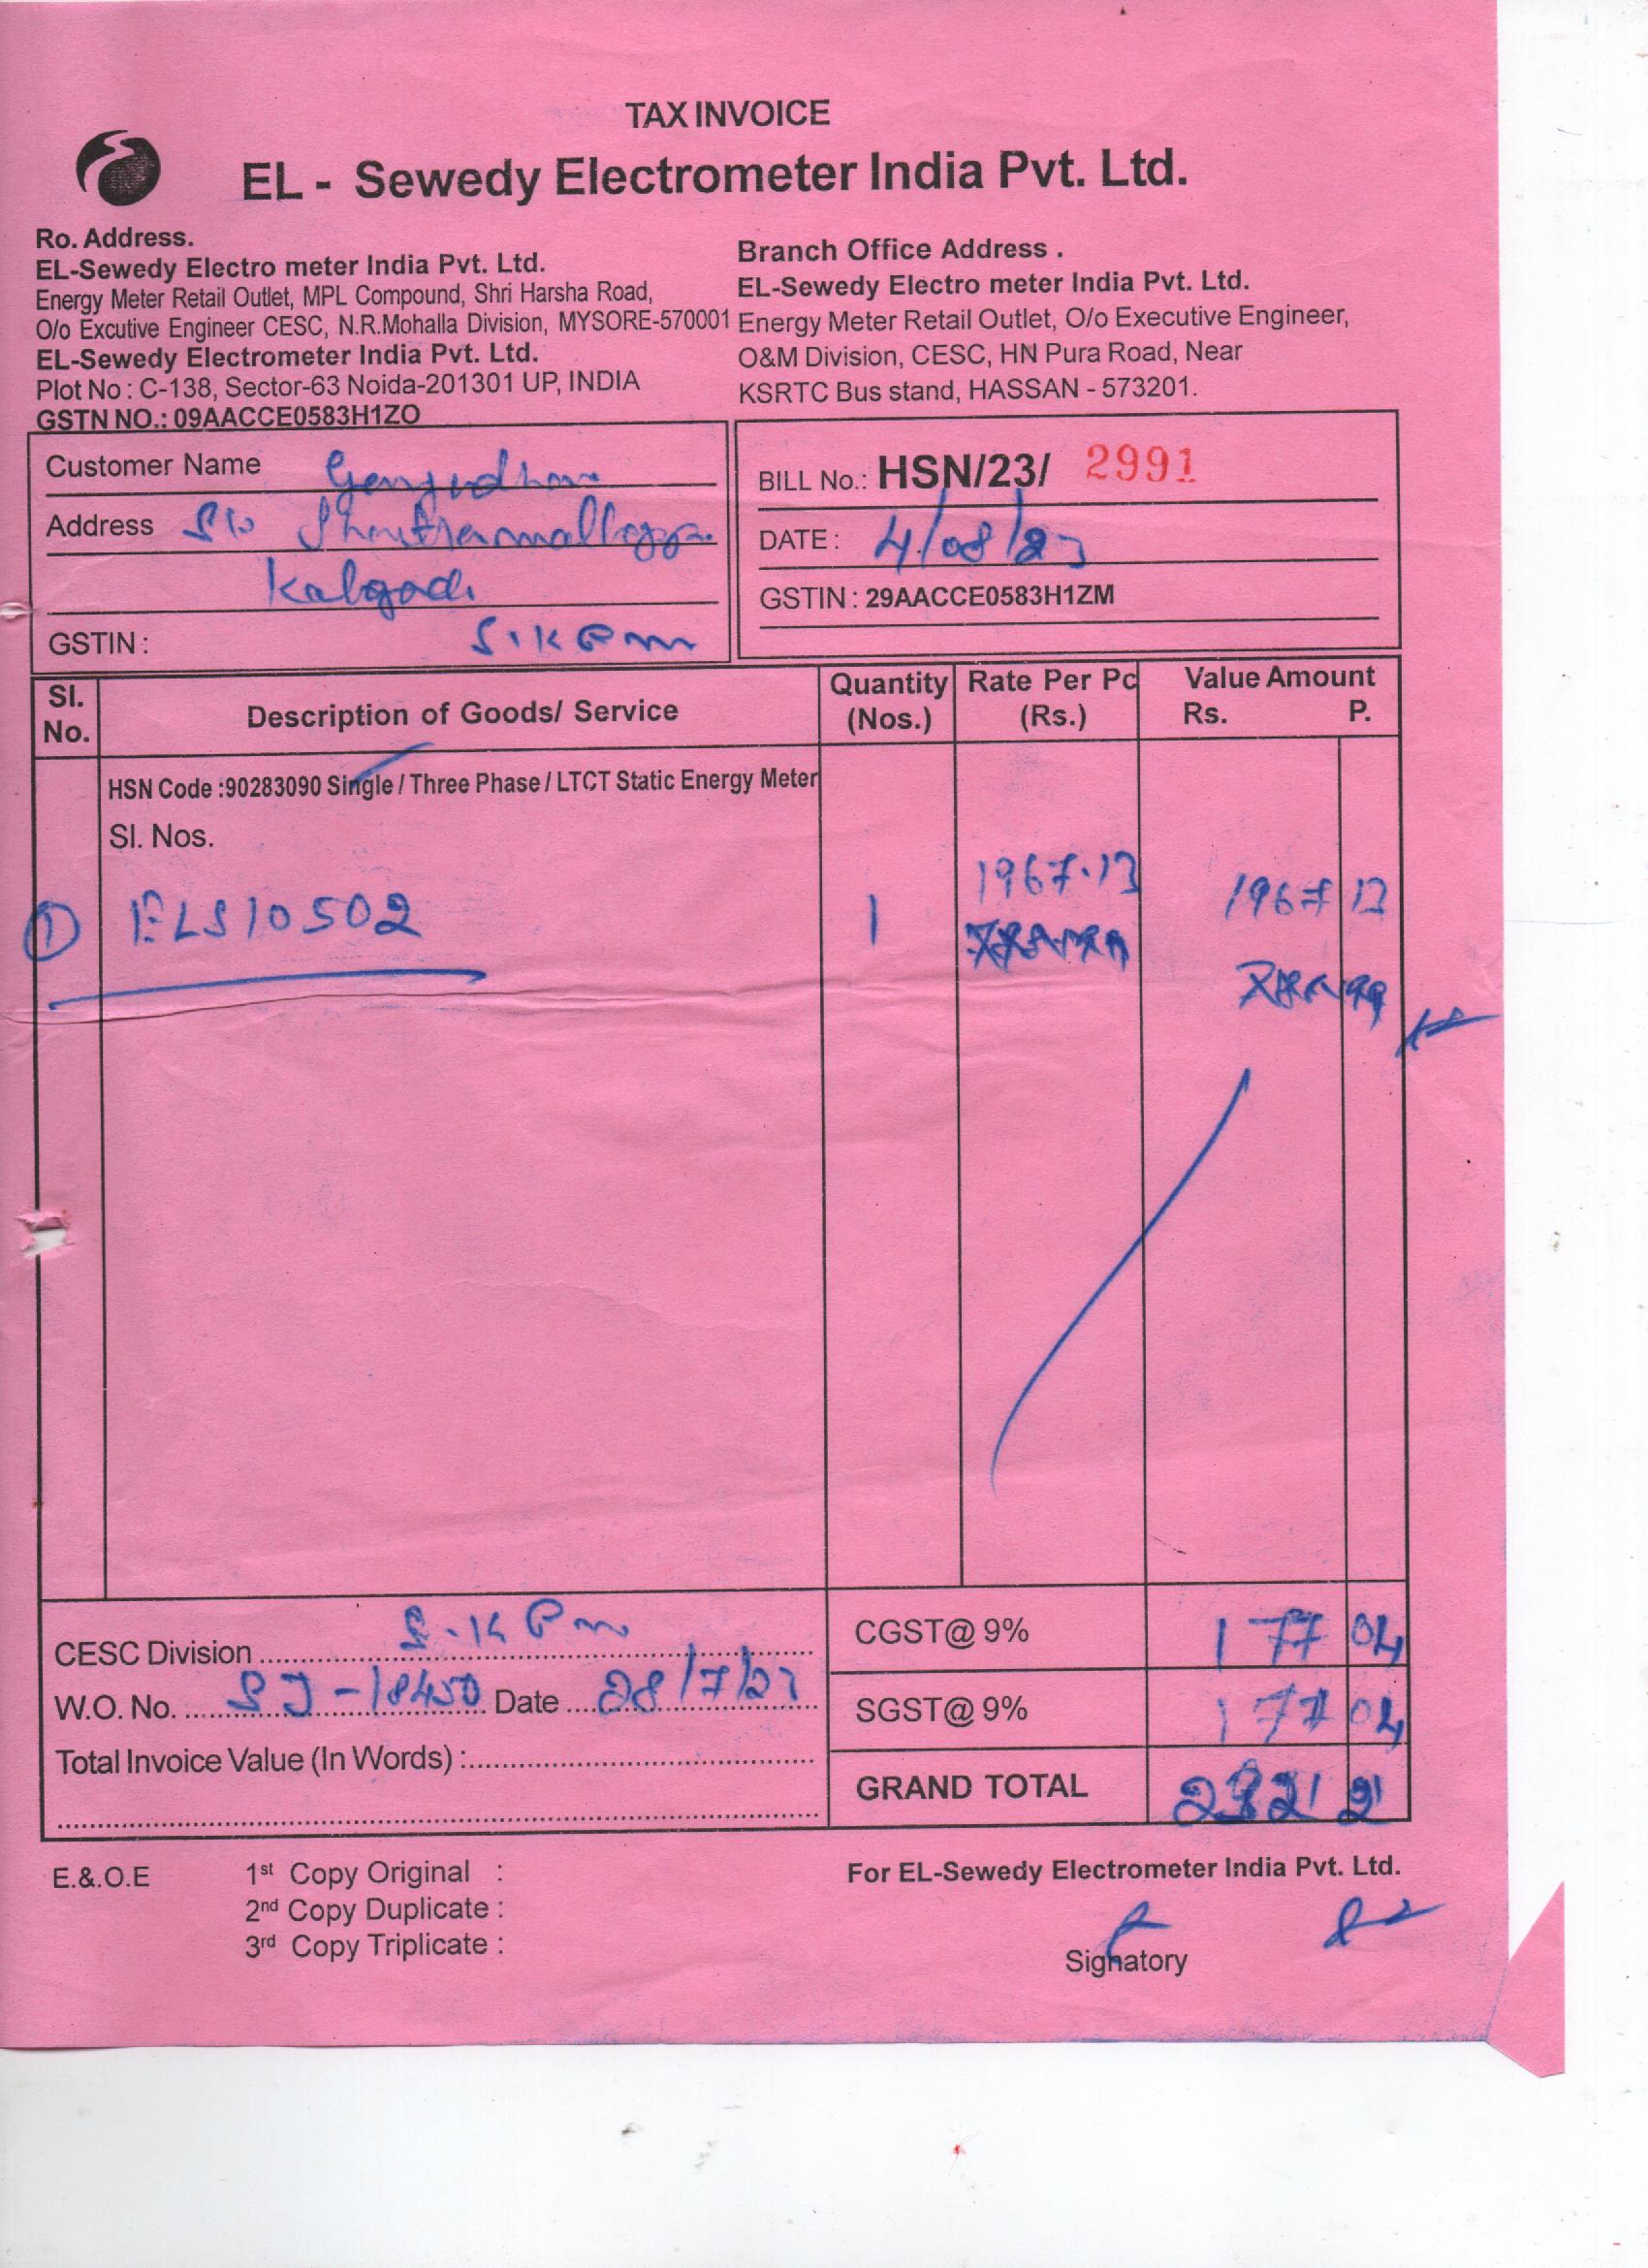 TAX INVOICE
EL - Sewedy Electrometer India Pvt. Ltd.
Ro. Address.
EL-Sewedy Electro meter India Pvt. Ltd.
Energy Meter Retail Outlet, MPL Compound, Shri Harsha Road,
O/o Excutive Engineer CESC, N.R.Mohalla Division, MYSORE-570001
EL-Sewedy Electrometer India Pvt. Ltd.
Plot No : C-138, Sector-63 Noida-201301 UP, INDIA
GSTN NO.: 09AACCE0583H1ZO
Branch Office Address .
EL-Sewedy Electro meter India Pvt. Ltd.
Energy Meter Retail Outlet, O/o Executive Engineer,
O&M Division, CESC, HN Pura Road, Near
KSRTC Bus stand, HASSAN - 573201.
Customer Name
Address S/o
GSTIN : S.K Pm
BILL No.: HSN/23/ 2991
DATE : 4/08/23
GSTIN : 29AACCE0583H1ZM
Sl. No. Description of Goods/ Service Quantity (Nos.) Rate Per Pc (Rs.) Value Amount Rs. P.
HSN Code :90283090 Single / Three Phase / LTCT Static Energy Meter
Sl. Nos.
1 ELS10502 1 1967.13 1967 13
CESC Division S.K Pm
W.O. No. SJ-18450 Date 28/7/23
Total Invoice Value (In Words) :
CGST@ 9% 177 04
SGST@ 9% 177 04
GRAND TOTAL 2321 21
E.&.O.E
1st Copy Original :
2nd Copy Duplicate :
3rd Copy Triplicate :
For EL-Sewedy Electrometer India Pvt. Ltd.
Signatory